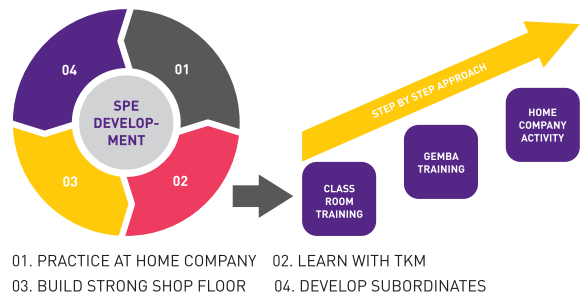 04
01
SPE
DEVELOP-
MENT
03
02
STEP BY STEP APPROACH
HOME
COMPANY
ACTIVITY
GEMBA
TRAINING
CLASS
ROOM
TRAINING
01. PRACTICE AT HOME COMPANY 02. LEARN WITH TKM
03. BUILD STRONG SHOP FLOOR 04. DEVELOP SUBORDINATES